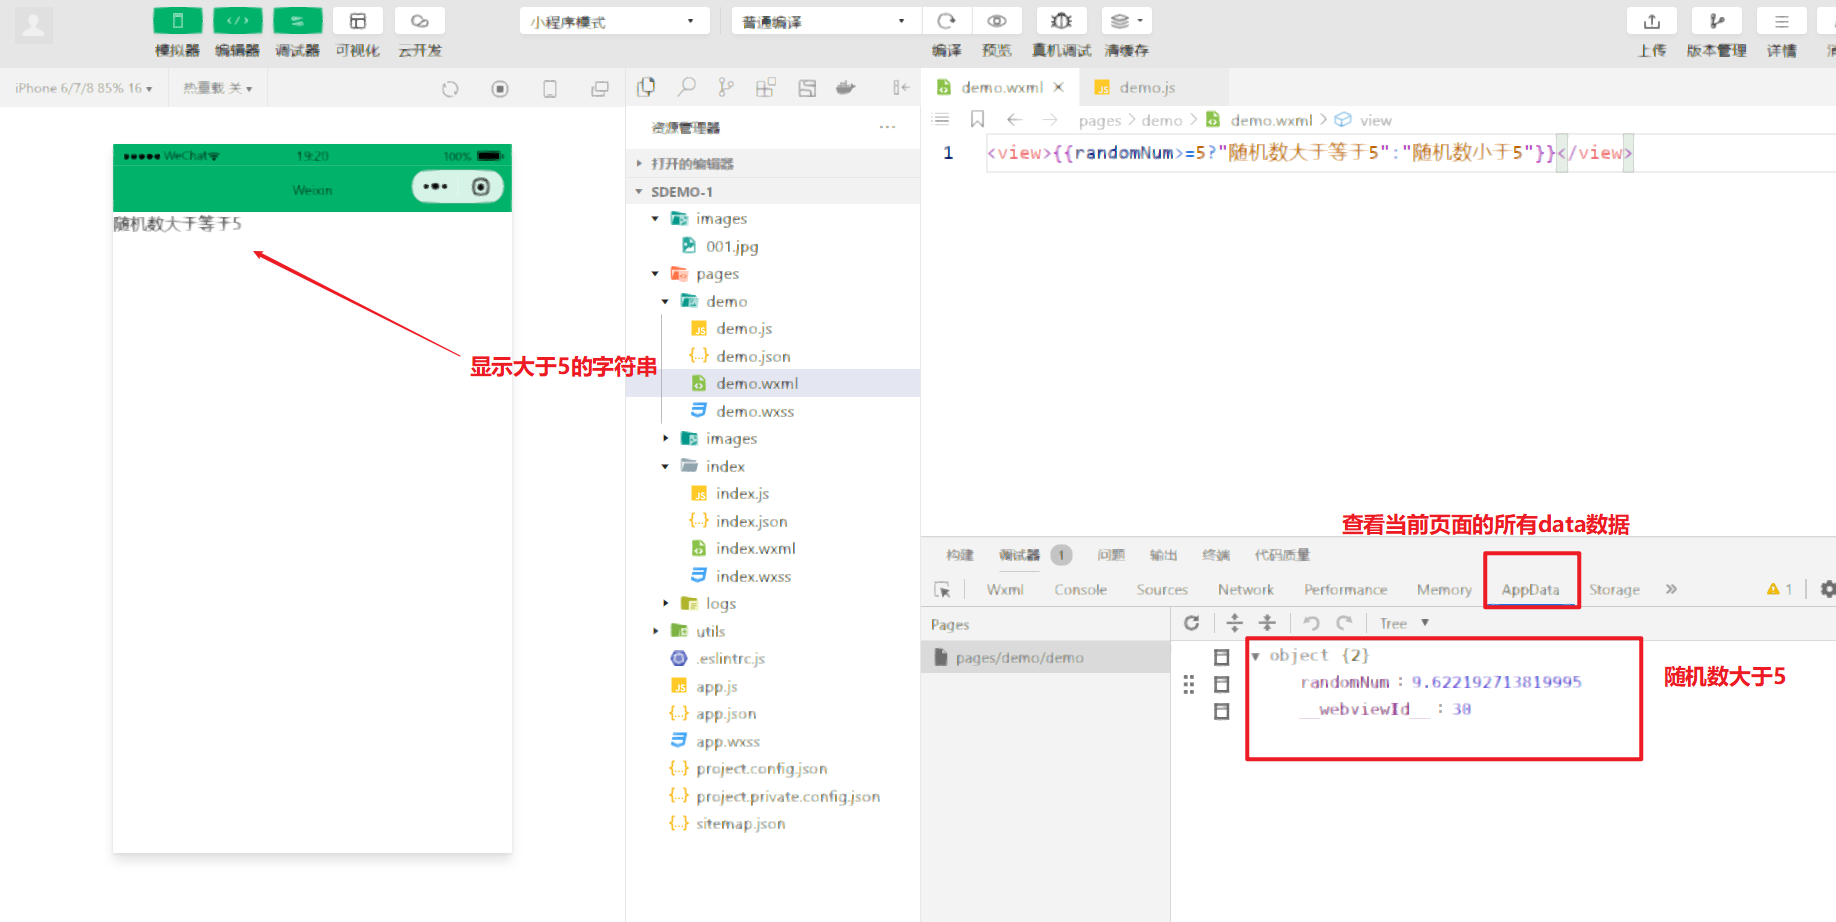 模拟器 编辑器 调试器 可视化 云开发
小程序模式 普通编译
编译 预览 真机调试 清缓存
上传 版本管理 详情
iPhone 6/7/8 85% 16 热重载 关
WeChat 19:20 100%
Weixin
随机数大于等于5
显示大于5的字符串
资源管理器
打开的编辑器
SDEMO-1
images
001.jpg
pages
demo
demo.js
demo.json
demo.wxml
demo.wxss
images
index
index.js
index.json
index.wxml
index.wxss
logs
utils
.eslintrc.js
app.js
app.json
app.wxss
project.config.json
project.private.config.json
sitemap.json
demo.wxml demo.js
pages > demo > demo.wxml > view
1 <view>{{randomNum>=5?"随机数大于等于5":"随机数小于5"}}</view>
查看当前页面的所有data数据
构建 调试器 1 问题 输出 终端 代码质量
Wxml Console Sources Network Performance Memory AppData Storage 1
Pages Tree
pages/demo/demo
object {2}
randomNum : 9.622192713819995
__webviewId__ : 30
随机数大于5